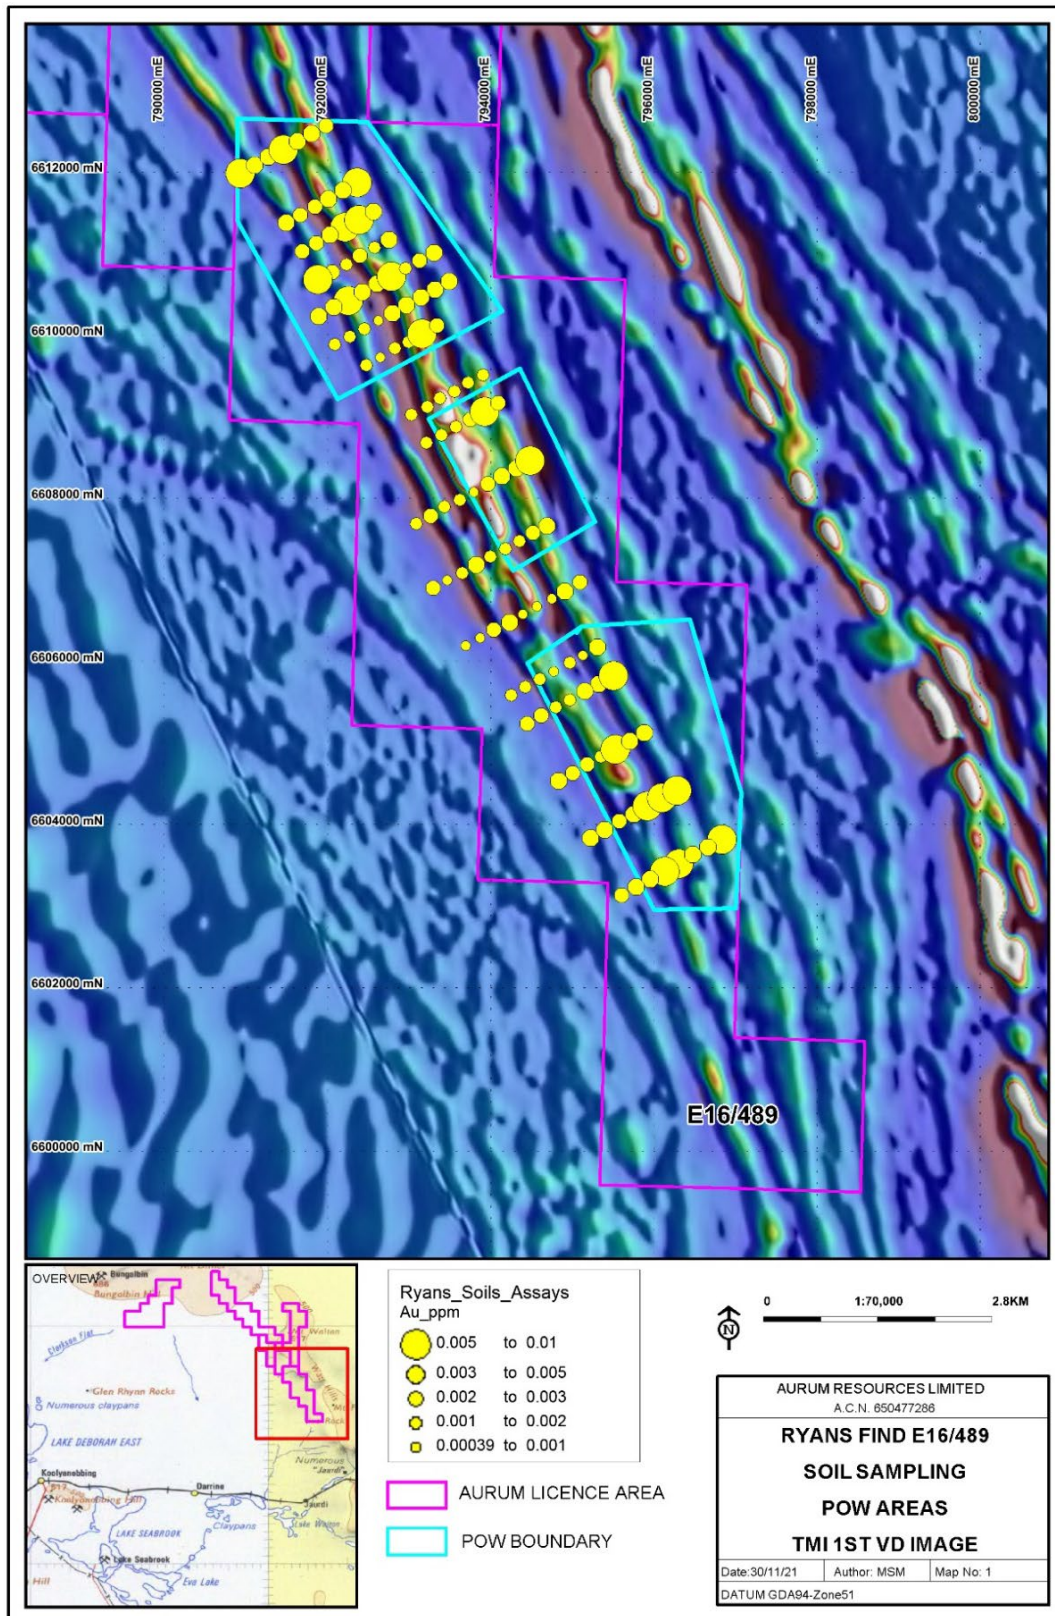 790000 mE
792000 mE
794000 mE
796000 mE
798000 mE
800000 mE
6612000 mN
6610000 mN
6608000 mN
6606000 mN
6604000 mN
6602000 mN
6600000 mN
E16/489
OVERVIEW
Bungalbin
Bungalbin Hill
Clarkson Flat
Glen Rhynn Rocks
Numerous claypans
LAKE DEBORAH EAST
Koolyanobbing
Koolyanobbing Hill
Darrine
Jaurdi
Numerous
"Jaurdi"
Rock
LAKE SEABROOK
Claypans
Lake Walton
Lake Seabrook
Eva Lake
Hill
Ryans_Soils_Assays
Au_ppm
0.005 to 0.01
0.003 to 0.005
0.002 to 0.003
0.001 to 0.002
0.00039 to 0.001
AURUM LICENCE AREA
POW BOUNDARY
N
0 1:70,000 2.8KM
AURUM RESOURCES LIMITED
A.C.N. 650477286
RYANS FIND E16/489
SOIL SAMPLING
POW AREAS
TMI 1ST VD IMAGE
Date:30/11/21 Author: MSM Map No: 1
DATUM GDA94-Zone51